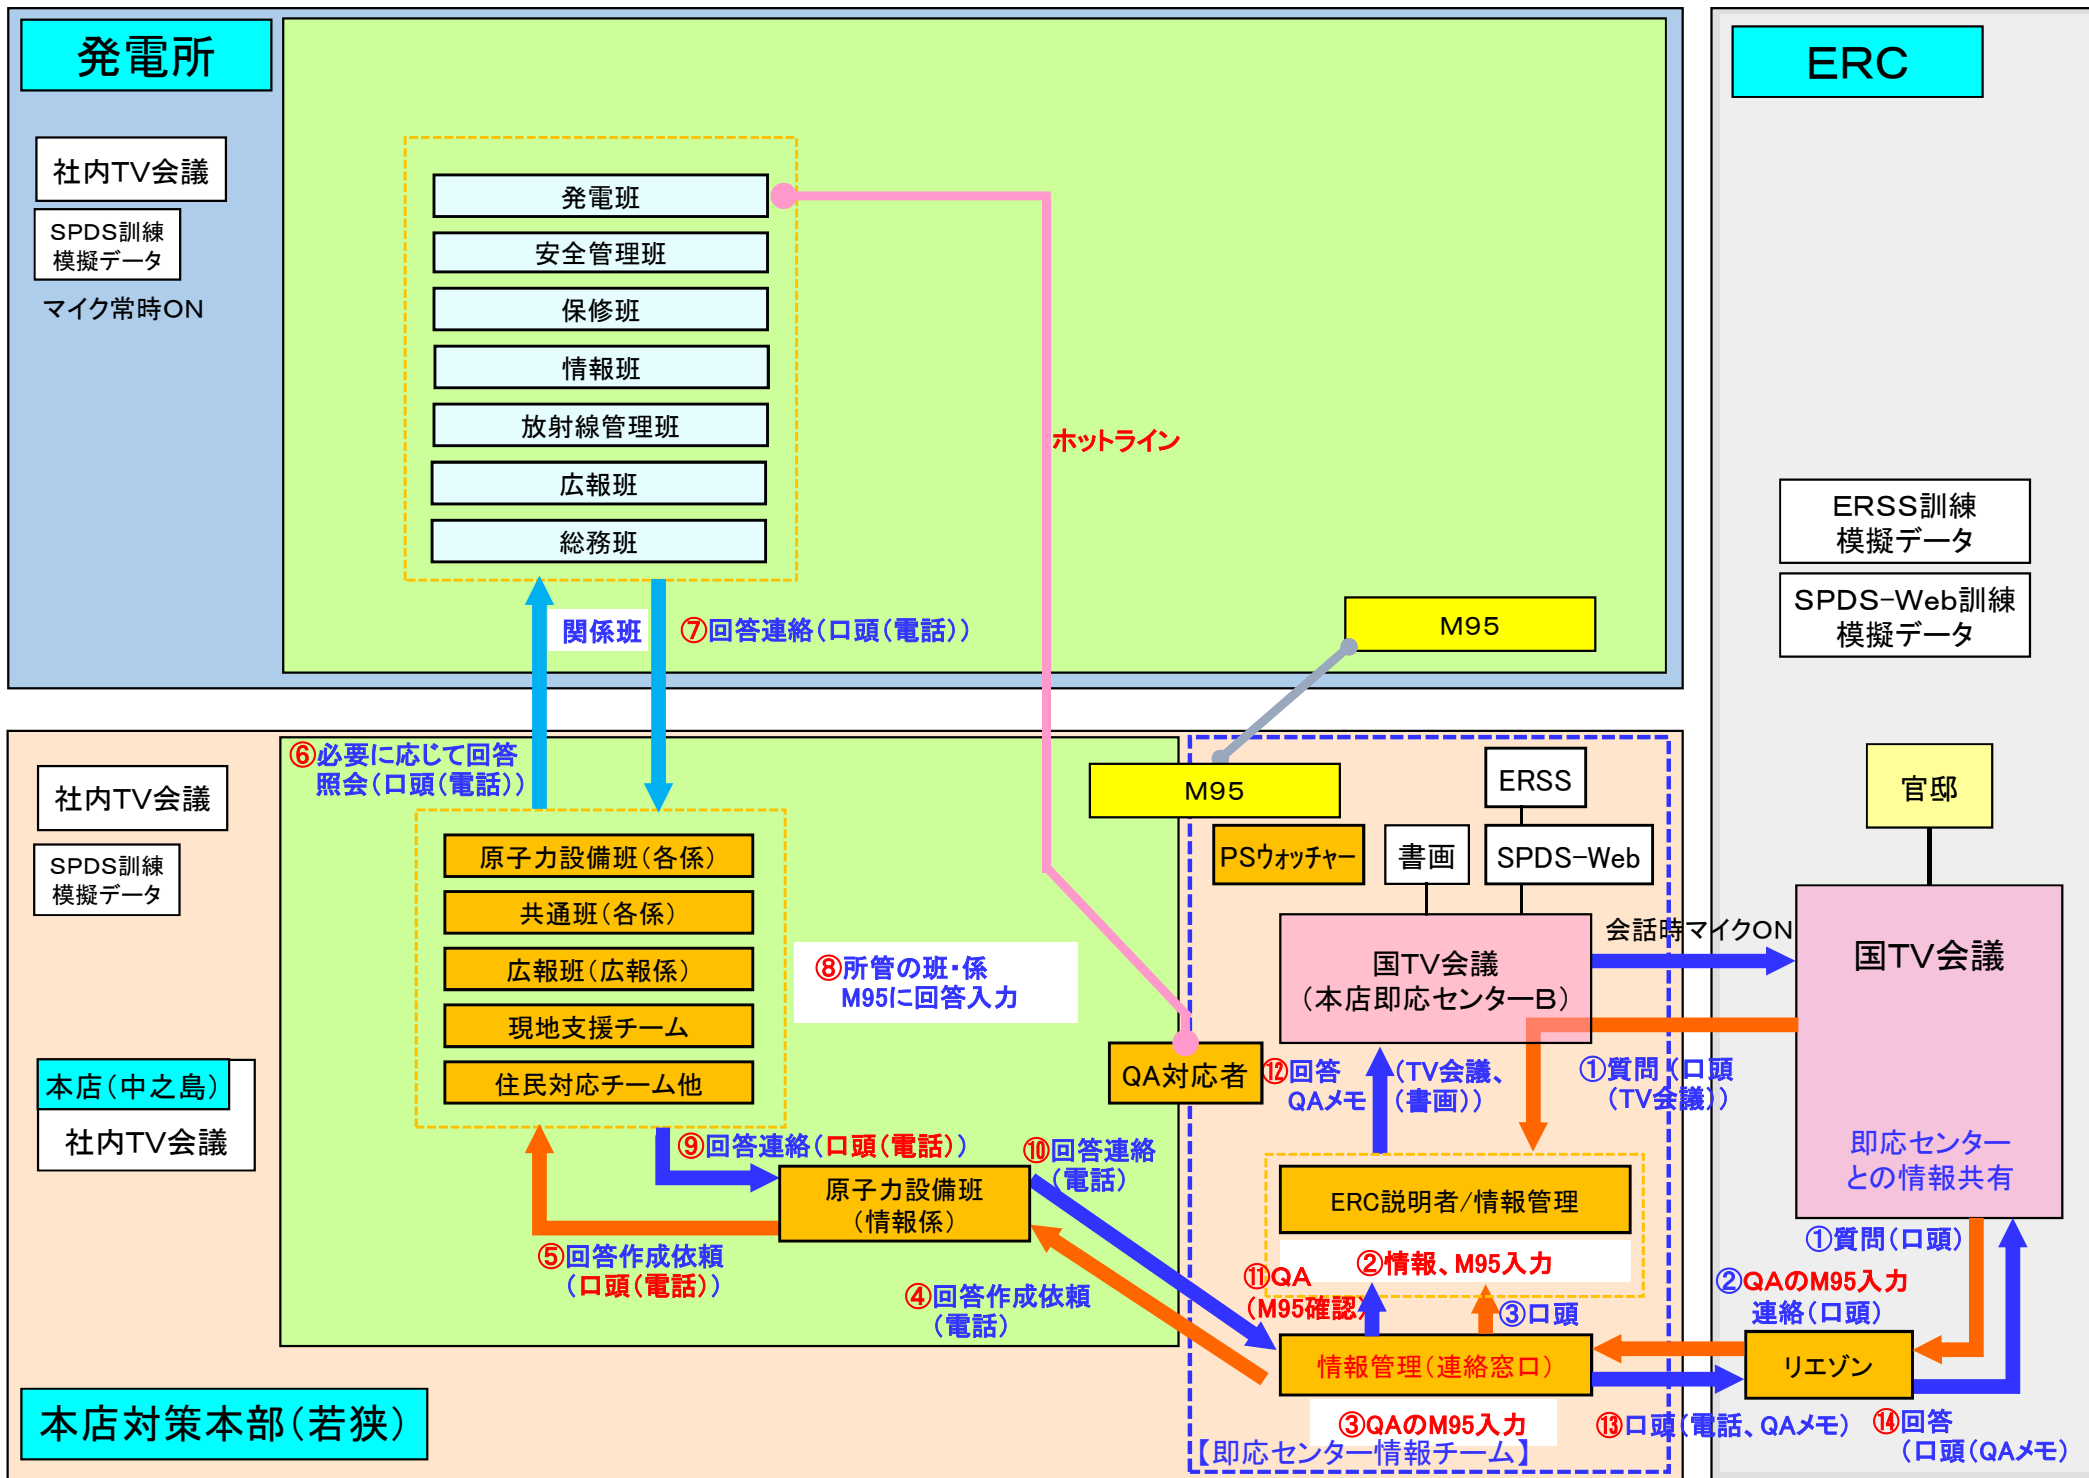 発電所
社内TV会議
SPDS訓練
模擬データ
マイク常時ON
発電班
安全管理班
保修班
情報班
放射線管理班
広報班
総務班
関係班
⑦回答連絡(口頭(電話))
ホットライン
M95
ERC
ERSS訓練
模擬データ
SPDS-Web訓練
模擬データ
官邸
国TV会議
即応センター
との情報共有
社内TV会議
SPDS訓練
模擬データ
本店(中之島)
社内TV会議
本店対策本部(若狭)
⑥必要に応じて回答
照会(口頭(電話))
原子力設備班(各係)
共通班(各係)
広報班(広報係)
現地支援チーム
住民対応チーム他
⑧所管の班・係
M95に回答入力
⑨回答連絡(口頭(電話))
原子力設備班
(情報係)
⑤回答作成依頼
(口頭(電話))
⑩回答連絡
(電話)
④回答作成依頼
(電話)
M95
ERSS
PSウォッチャー
書画
SPDS-Web
国TV会議
(本店即応センターB)
会話時マイクON
QA対応者
⑫回答
QAメモ
(TV会議、
(書画))
①質問(口頭
(TV会議))
ERC説明者/情報管理
②情報、M95入力
⑪QA
(M95確認)
③口頭
情報管理(連絡窓口)
③QAのM95入力
【即応センター情報チーム】
①質問(口頭)
②QAのM95入力
連絡(口頭)
リエゾン
⑬口頭(電話、QAメモ)
⑭回答
(口頭(QAメモ)